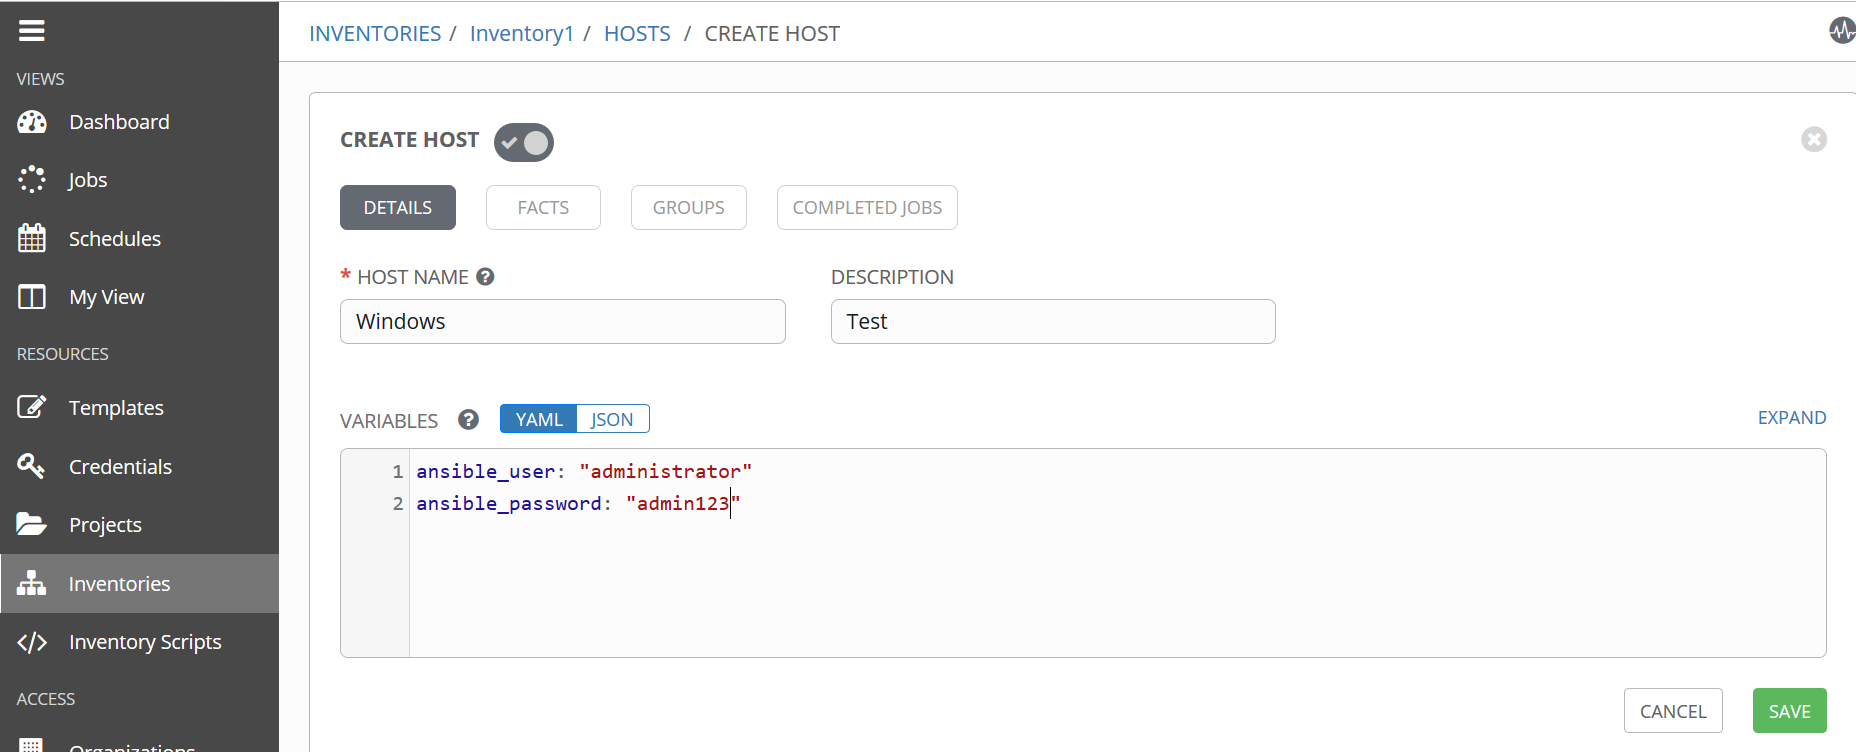 INVENTORIES / Inventory1 / HOSTS / CREATE HOST
VIEWS
Dashboard
Jobs
Schedules
My View
RESOURCES
Templates
Credentials
Projects
Inventories
Inventory Scripts
ACCESS
Organizations
CREATE HOST
DETAILS FACTS GROUPS COMPLETED JOBS
* HOST NAME ? DESCRIPTION
Windows Test
VARIABLES ? YAML JSON EXPAND
1 ansible_user: "administrator"
2 ansible_password: "admin123"
CANCEL SAVE